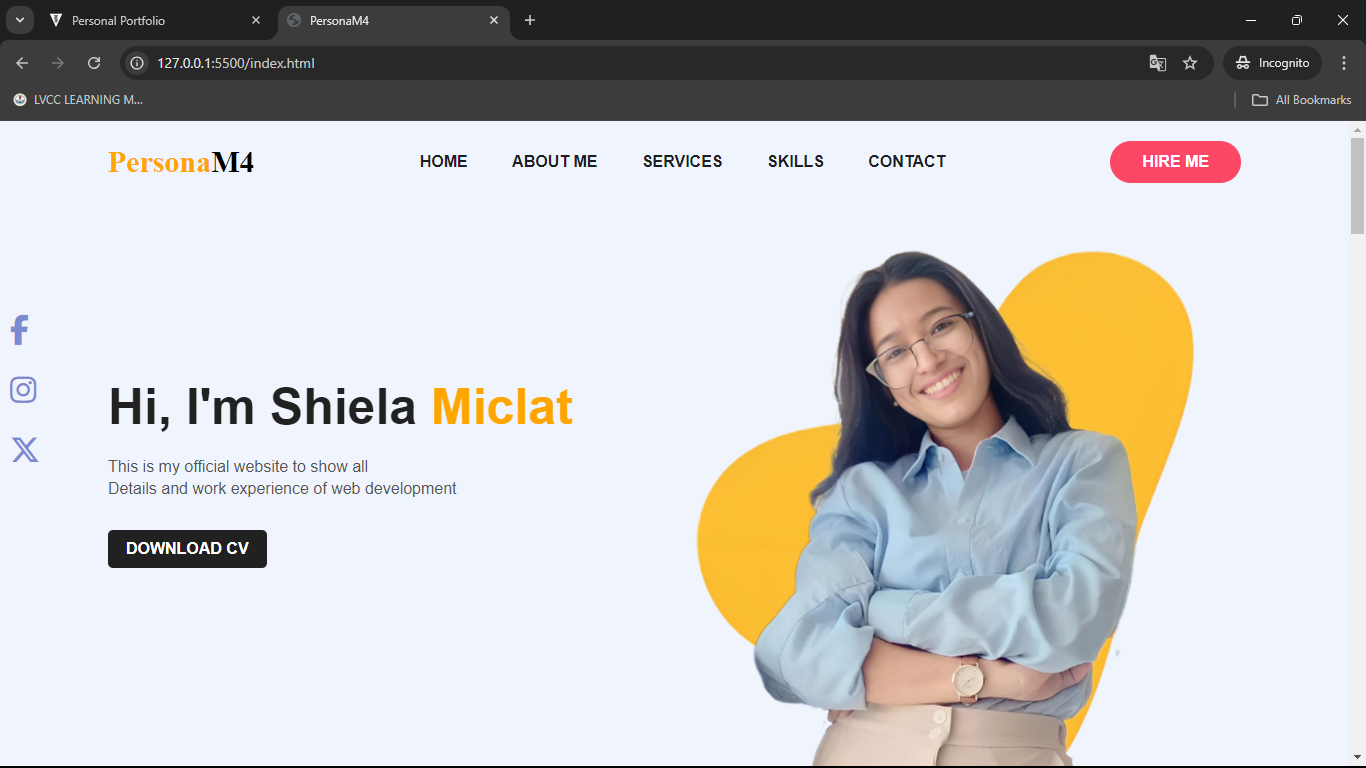 Personal Portfolio
PersonaM4
127.0.0.1:5500/index.html
Incognito
LVCC LEARNING M...
All Bookmarks
PersonaM4
HOME
ABOUT ME
SERVICES
SKILLS
CONTACT
HIRE ME
Hi, I'm Shiela Miclat
This is my official website to show all
Details and work experience of web development
DOWNLOAD CV